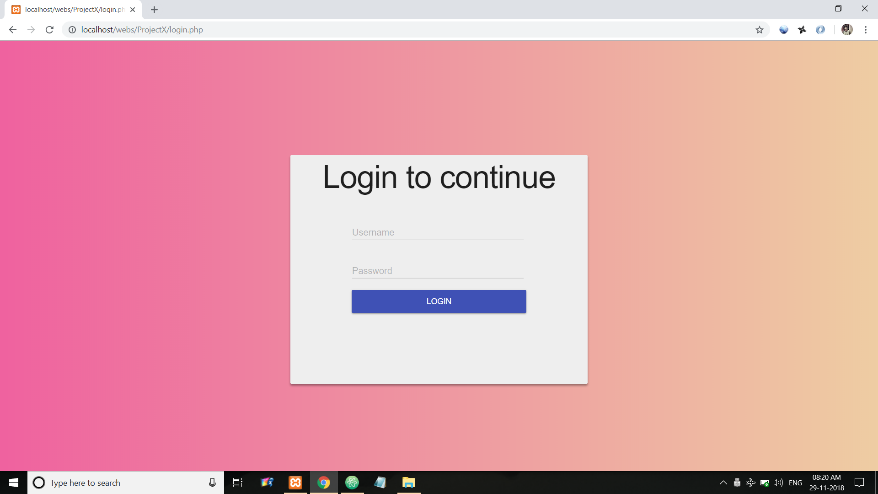 localhost/webs/ProjectX/login.ph
localhost/webs/ProjectX/login.php
Login to continue
Username
Password
LOGIN
Type here to search
ENG
08:20 AM
29-11-2018